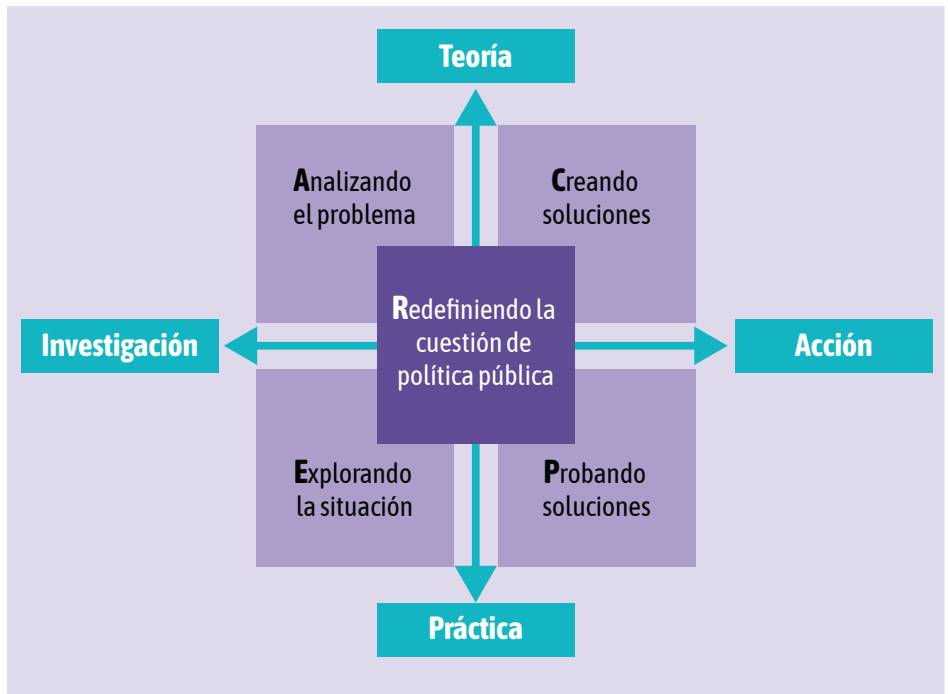 Teoría
Analizando
el problema
Creando
soluciones
Redefiniendo la
cuestión de
política pública
Investigación
Acción
Explorando
la situación
Probando
soluciones
Práctica